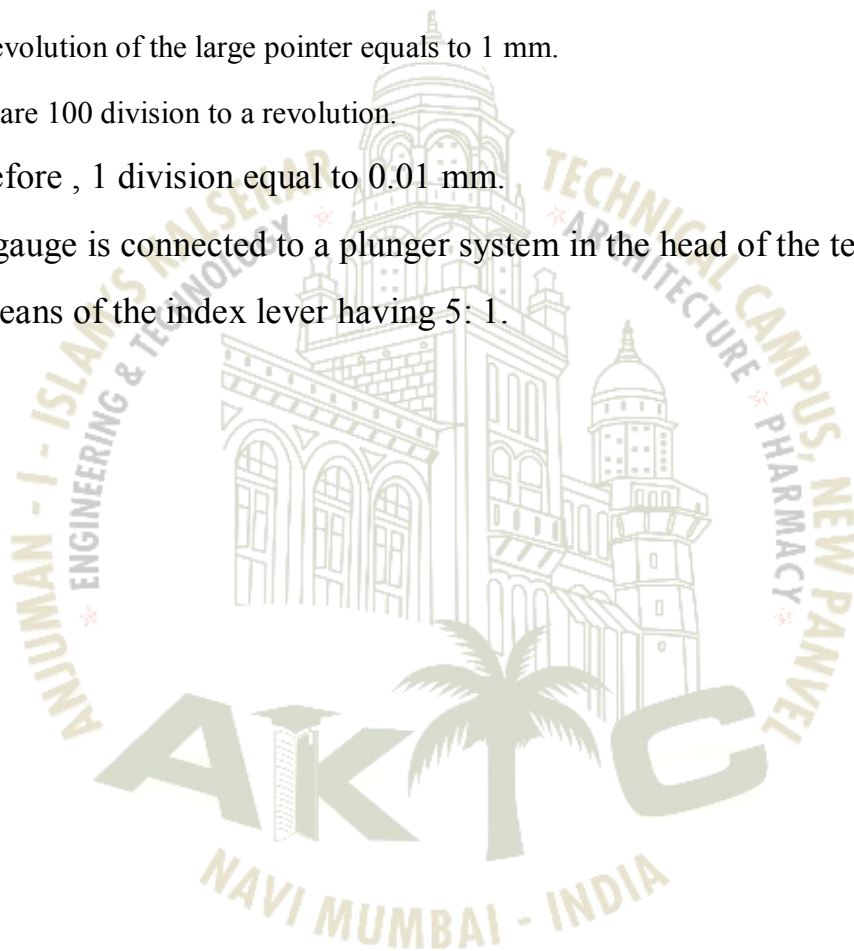 evolution of the large pointer equals to 1 mm.
are 100 division to a revolution.
efore , 1 division equal to 0.01 mm.
gauge is connected to a plunger system in the head of the te
eans of the index lever having 5: 1.
ANJUMAN - I - ISLAM'S KALSEKAR TECHNICAL CAMPUS, NEW PANVEL
ENGINEERING & TECHNOLOGY * ARCHITECTURE * PHARMACY
AKTC
NAVI MUMBAI - INDIA